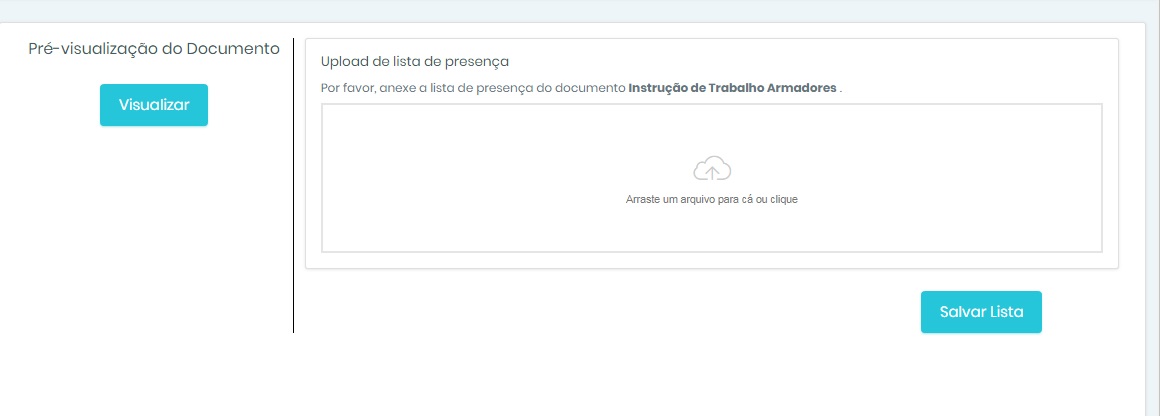 Pré-visualização do Documento
Visualizar
Upload de lista de presença
Por favor, anexe a lista de presença do documento Instrução de Trabalho Armadores .
Arraste um arquivo para cá ou clique
Salvar Lista